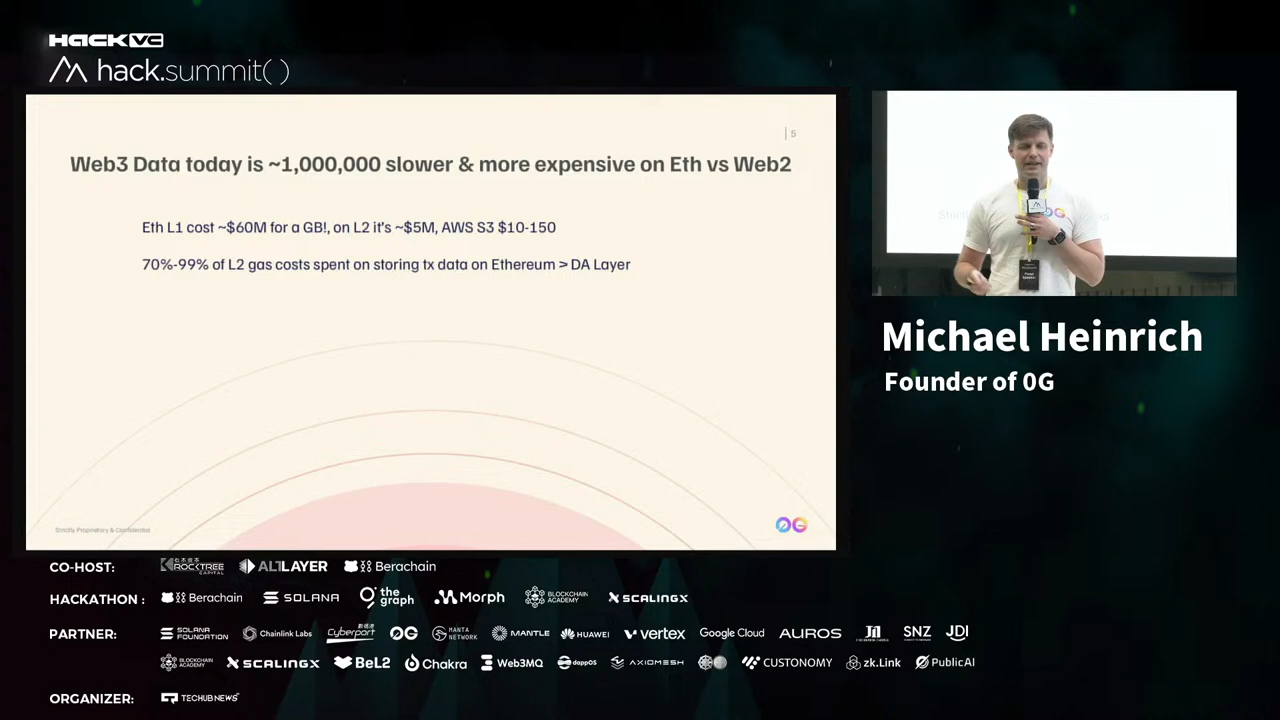 HACK VC
hack.summit()
| 5
Web3 Data today is ~1,000,000 slower & more expensive on Eth vs Web2
Eth L1 cost ~$60M for a GB!, on L2 it's ~$5M, AWS S3 $10-150
70%-99% of L2 gas costs spent on storing tx data on Ethereum > DA Layer
Strictly Proprietary & Confidential
0G
Michael Heinrich
Founder of 0G
CO-HOST: ROCKTREE CAPITAL ALTLAYER Berachain
HACKATHON : Berachain SOLANA the graph Morph BLOCKCHAIN ACADEMY SCALINGX
PARTNER: SOLANA FOUNDATION Chainlink Labs Cyberport 0G MANTA NETWORK MANTLE HUAWEI vertex Google Cloud AUROS SNZ JDI
BLOCKCHAIN ACADEMY SCALINGX BeL2 Chakra Web3MQ dappOS AXIOMESH CUSTONOMY zk.Link PublicAI
ORGANIZER: TECHUB NEWS